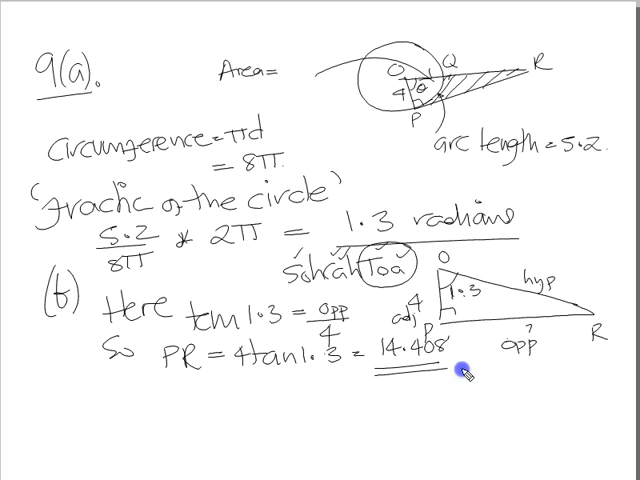 9(a).
Area=
O Q R
4 θ
P
Circumference=πd
= 8π.
arc length = 5.2.
'fractio of the circle'
5.2/8π * 2π = 1.3 radians
sohcahToa
(b) Here tan 1.3 = opp/4
So PR = 4tan1.3 = 14.408
O
1.3 hyp
adj 4
P opp R
?